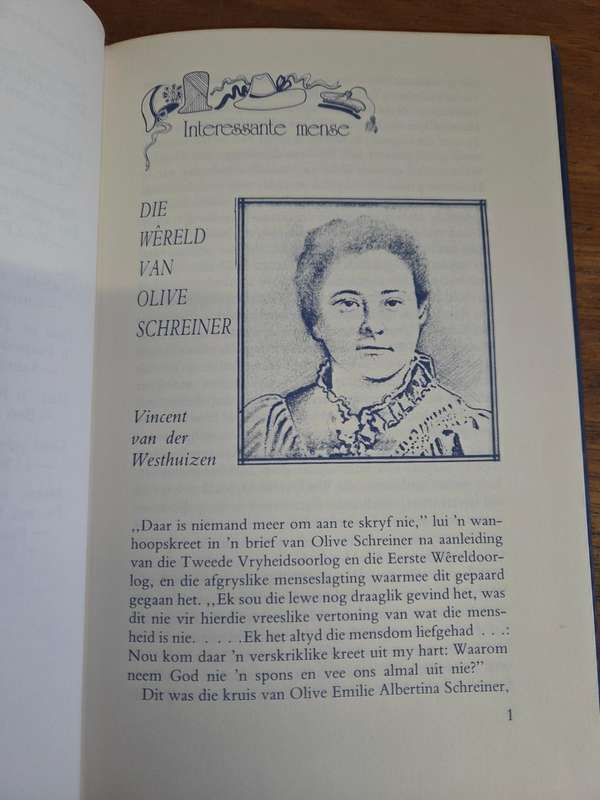 Interessante mense
DIE
WÊRELD
VAN
OLIVE
SCHREINER
Vincent
van der
Westhuizen
,,Daar is niemand meer om aan te skryf nie,” lui 'n wan-
hoopskreet in 'n brief van Olive Schreiner na aanleiding
van die Tweede Vryheidsoorlog en die Eerste Wêreldoor-
log, en die afgryslike menseslagting waarmee dit gepaard
gegaan het. ,,Ek sou die lewe nog draaglik gevind het, was
dit nie vir hierdie vreeslike vertoning van wat die mens-
heid is nie. . . . . .Ek het altyd die mensdom liefgehad . . .:
Nou kom daar 'n verskriklike kreet uit my hart: Waarom
neem God nie 'n spons en vee ons almal uit nie?”
Dit was die kruis van Olive Emilie Albertina Schreiner,
1